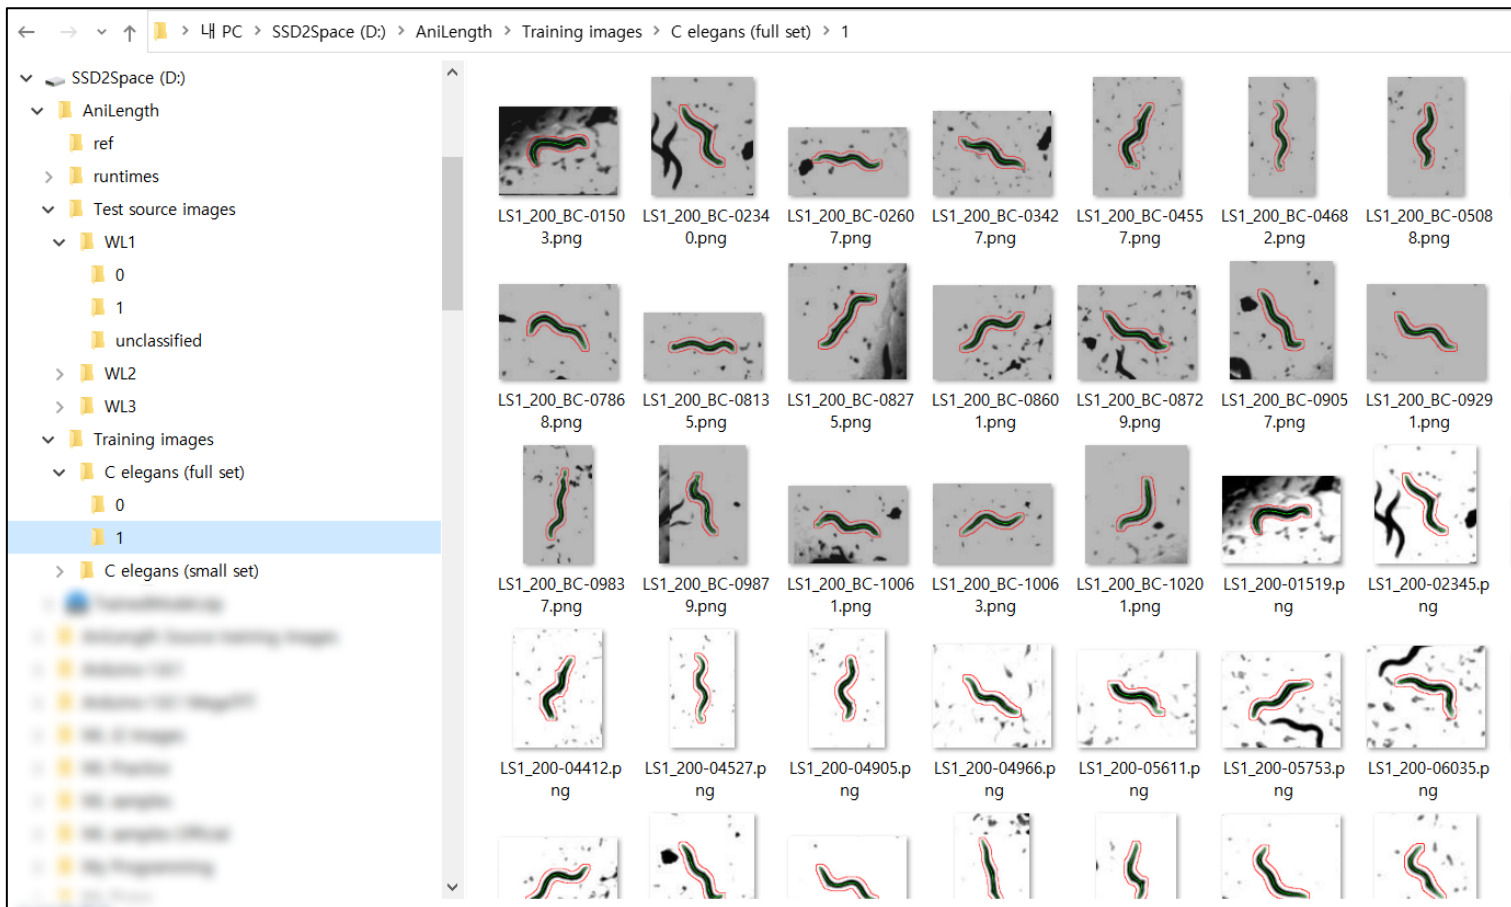 내 PC > SSD2Space (D:) > AniLength > Training images > C elegans (full set) > 1
SSD2Space (D:)
AniLength
ref
runtimes
Test source images
WL1
0
1
unclassified
WL2
WL3
Training images
C elegans (full set)
0
1
C elegans (small set)
LS1_200_BC-0150
3.png
LS1_200_BC-0234
0.png
LS1_200_BC-0260
7.png
LS1_200_BC-0342
7.png
LS1_200_BC-0455
7.png
LS1_200_BC-0468
2.png
LS1_200_BC-0508
8.png
LS1_200_BC-0786
8.png
LS1_200_BC-0813
5.png
LS1_200_BC-0827
5.png
LS1_200_BC-0860
1.png
LS1_200_BC-0872
9.png
LS1_200_BC-0905
7.png
LS1_200_BC-0929
1.png
LS1_200_BC-0983
7.png
LS1_200_BC-0987
9.png
LS1_200_BC-1006
1.png
LS1_200_BC-1006
3.png
LS1_200_BC-1020
1.png
LS1_200-01519.p
ng
LS1_200-02345.p
ng
LS1_200-04412.p
ng
LS1_200-04527.p
ng
LS1_200-04905.p
ng
LS1_200-04966.p
ng
LS1_200-05611.p
ng
LS1_200-05753.p
ng
LS1_200-06035.p
ng